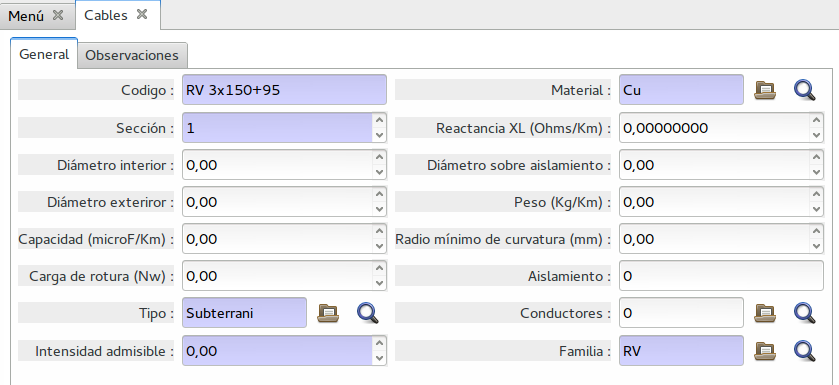 Menú Cables
General Observaciones
Codigo : RV 3x150+95 Material : Cu
Sección : 1 Reactancia XL (Ohms/Km) : 0,00000000
Diámetro interior : 0,00 Diámetro sobre aislamiento : 0,00
Diámetro exteriror : 0,00 Peso (Kg/Km) : 0,00
Capacidad (microF/Km) : 0,00 Radio mínimo de curvatura (mm) : 0,00
Carga de rotura (Nw) : 0,00 Aislamiento : 0
Tipo : Subterrani Conductores : 0
Intensidad admisible : 0,00 Familia : RV